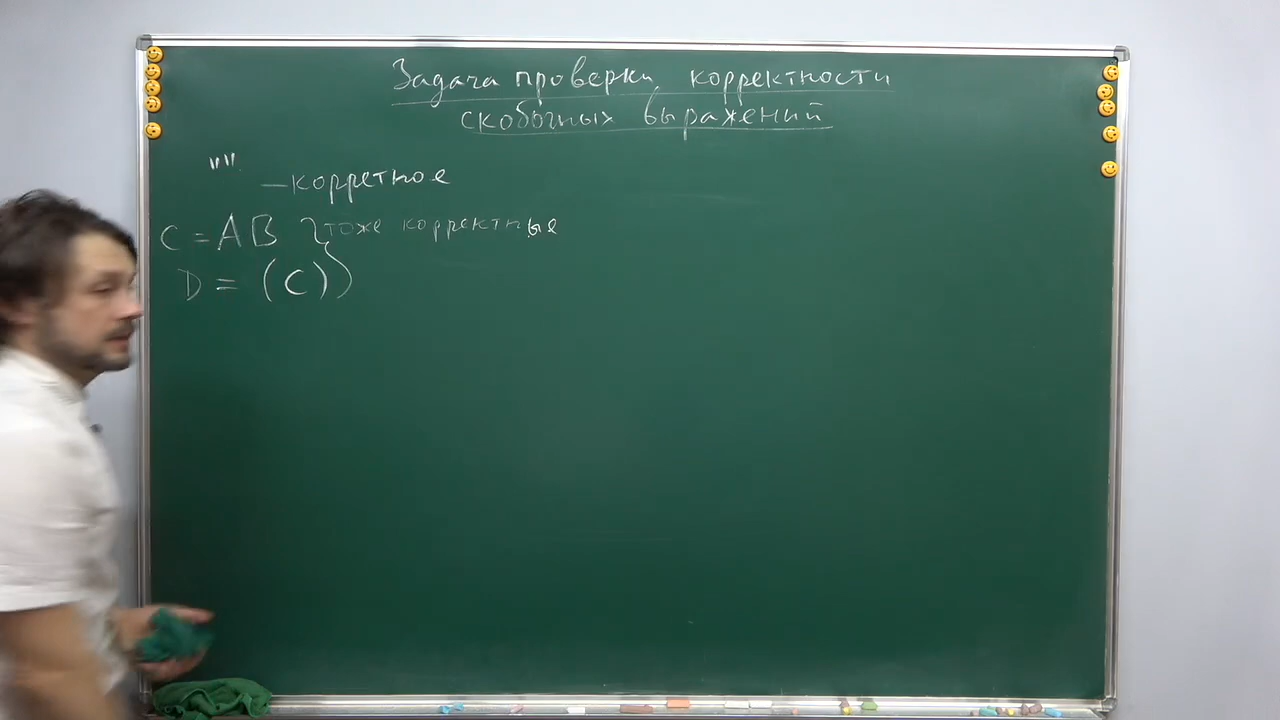 Задача проверки корректности
скобочных выражений
"" — корретное
C = AB } тоже корректные
D = (C) }